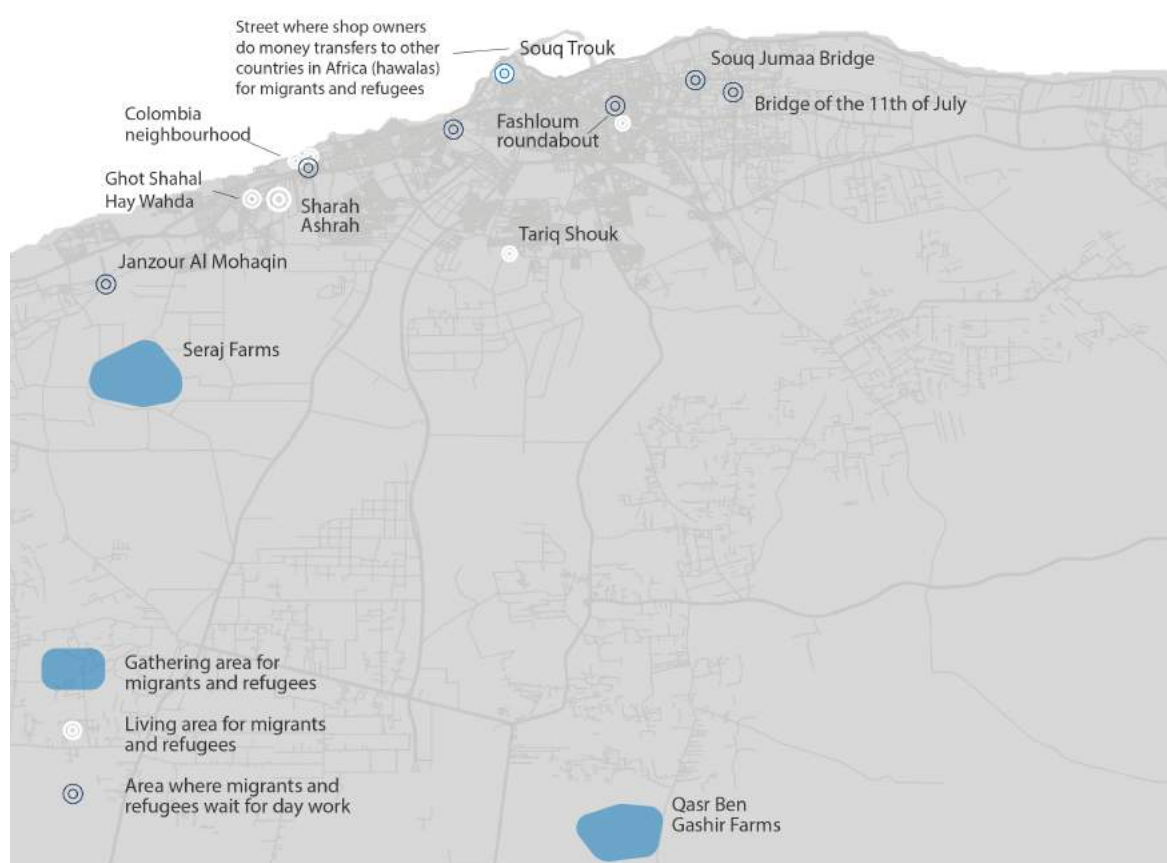 Street where shop owners
do money transfers to other
countries in Africa (hawalas)
for migrants and refugees
Souq Trouk
Souq Jumaa Bridge
Bridge of the 11th of July
Colombia
neighbourhood
Fashloum
roundabout
Ghot Shahal
Hay Wahda
Sharah
Ashrah
Tariq Shouk
Janzour Al Mohaqin
Seraj Farms
Gathering area for
migrants and refugees
Living area for migrants
and refugees
Area where migrants and
refugees wait for day work
Qasr Ben
Gashir Farms